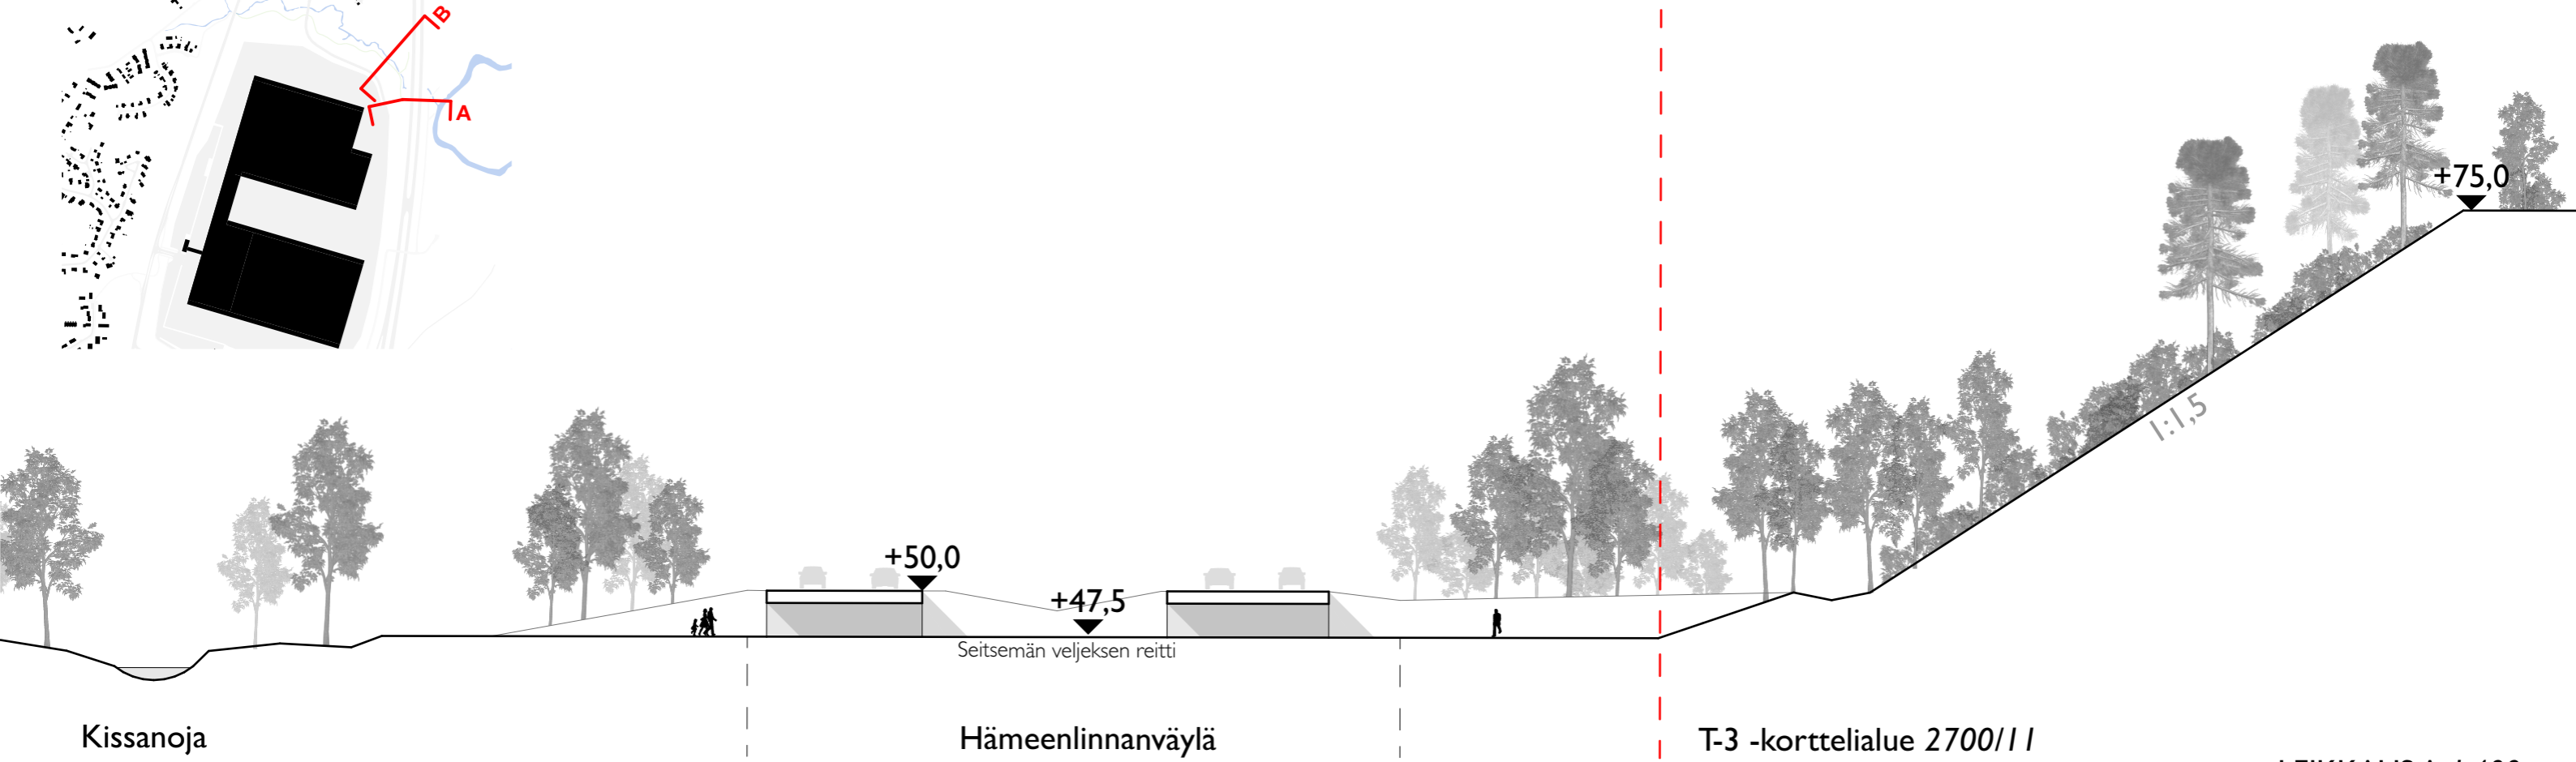 B
A
+75,0
1:1,5
+50,0
+47,5
Seitsemän veljeksen reitti
Kissanoja
Hämeenlinnanväylä
T-3 -korttelialue 2700/11